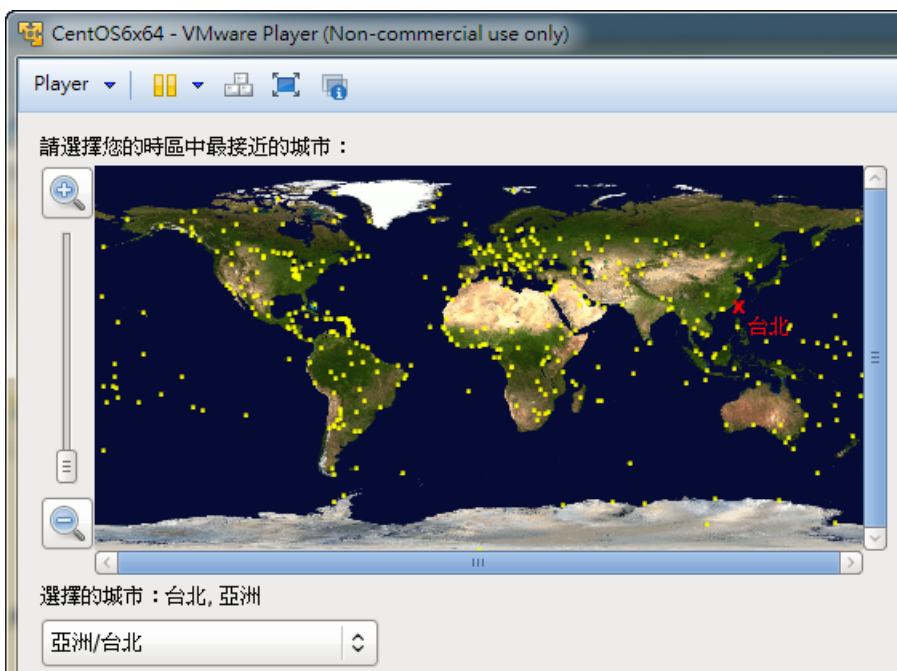 CentOS6x64 - VMware Player (Non-commercial use only)
Player
請選擇您的時區中最接近的城市：
台北
選擇的城市：台北, 亞洲
亞洲/台北